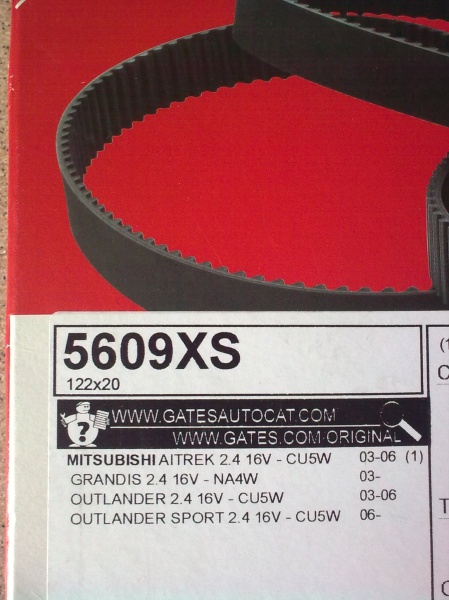 5609XS
122x20
?
WWW.GATESAUTOCAT.COM
WWW.GATES.COM·ORIGINAL
MITSUBISHI AITREK 2.4 16V - CU5W 03-06 (1)
GRANDIS 2.4 16V - NA4W 03-
OUTLANDER 2.4 16V - CU5W 03-06
OUTLANDER SPORT 2.4 16V - CU5W 06-